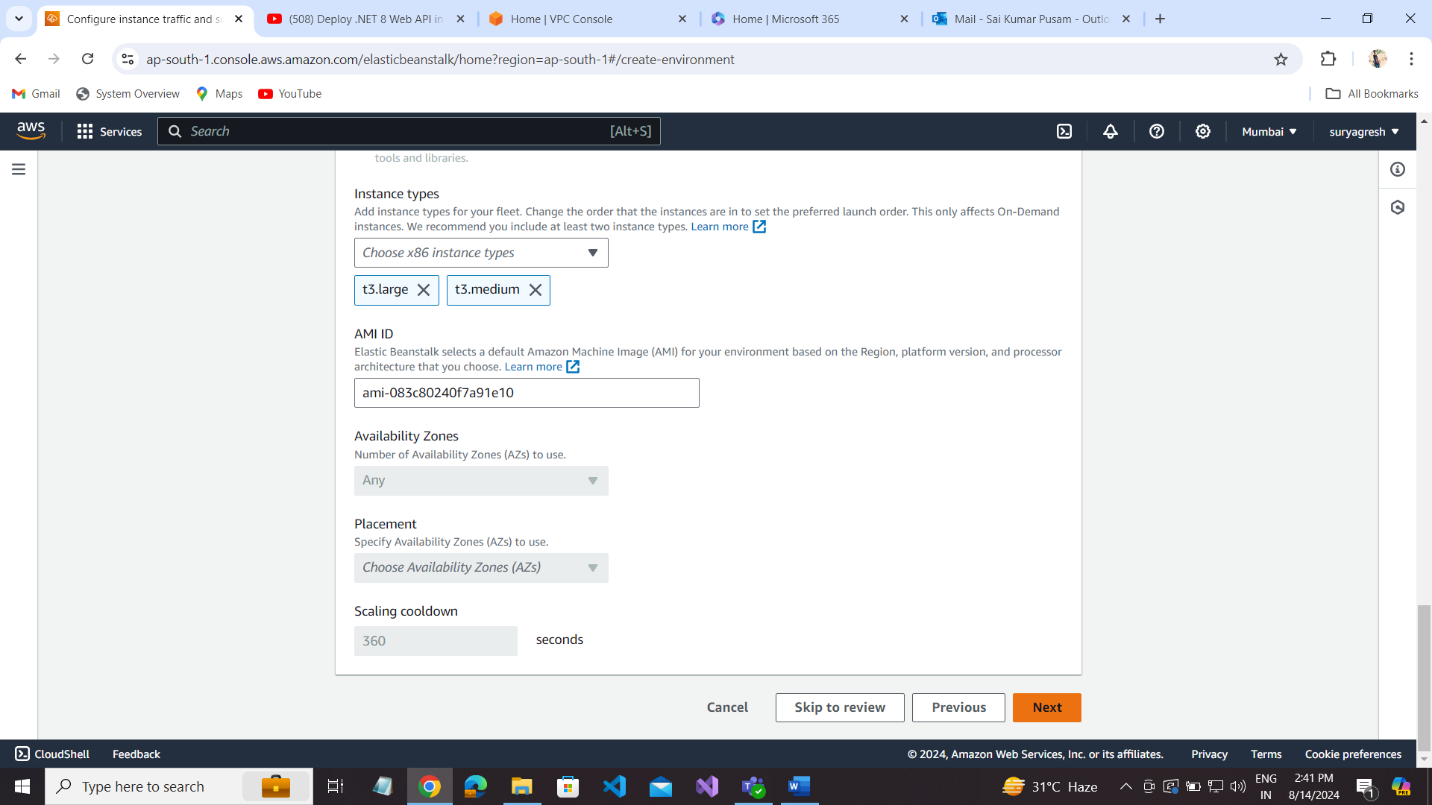 Configure instance traffic and s
(508) Deploy .NET 8 Web API in
Home | VPC Console
Home | Microsoft 365
Mail - Sai Kumar Pusam - Outlo
ap-south-1.console.aws.amazon.com/elasticbeanstalk/home?region=ap-south-1#/create-environment
Gmail
System Overview
Maps
YouTube
All Bookmarks
aws
Services
Search
[Alt+S]
Mumbai
suryagresh
tools and libraries.
Instance types
Add instance types for your fleet. Change the order that the instances are in to set the preferred launch order. This only affects On-Demand
instances. We recommend you include at least two instance types. Learn more
Choose x86 instance types
t3.large
t3.medium
AMI ID
Elastic Beanstalk selects a default Amazon Machine Image (AMI) for your environment based on the Region, platform version, and processor
architecture that you choose. Learn more
ami-083c80240f7a91e10
Availability Zones
Number of Availability Zones (AZs) to use.
Any
Placement
Specify Availability Zones (AZs) to use.
Choose Availability Zones (AZs)
Scaling cooldown
360
seconds
Cancel
Skip to review
Previous
Next
CloudShell
Feedback
© 2024, Amazon Web Services, Inc. or its affiliates.
Privacy
Terms
Cookie preferences
Type here to search
31°C Haze
ENG
IN
2:41 PM
8/14/2024
1